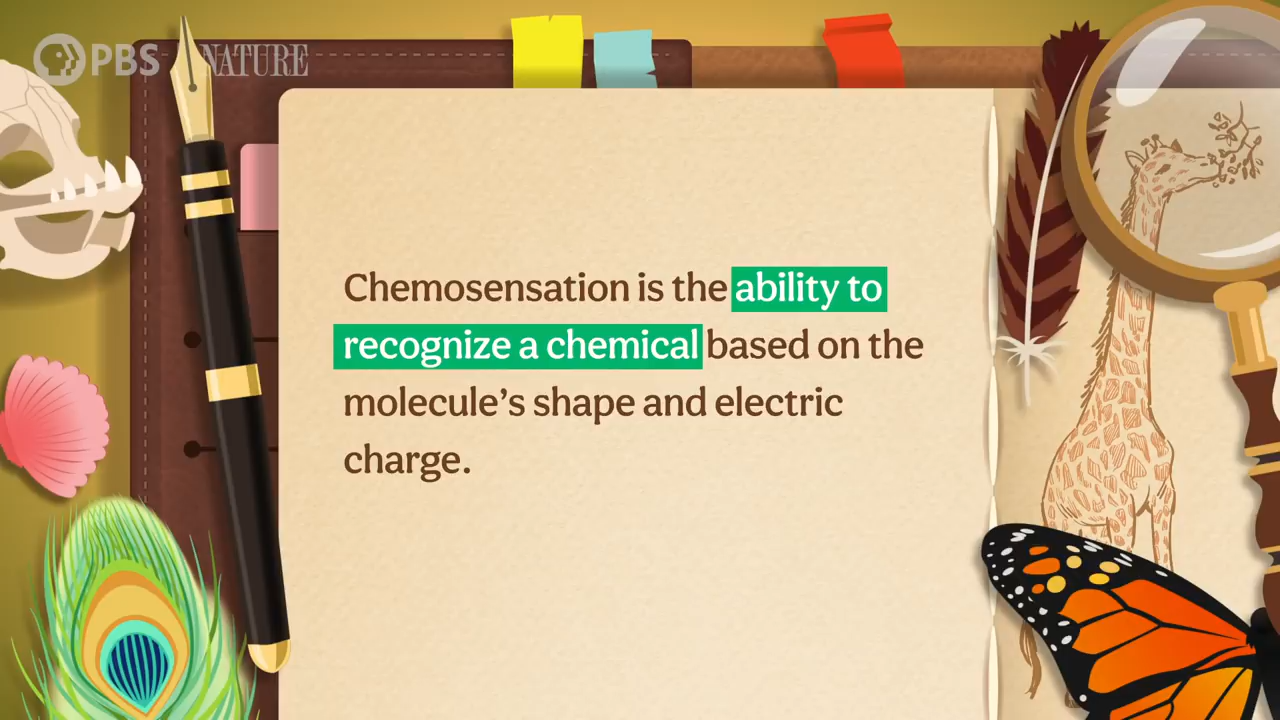 PBS NATURE
Chemosensation is the ability to
recognize a chemical based on the
molecule’s shape and electric
charge.